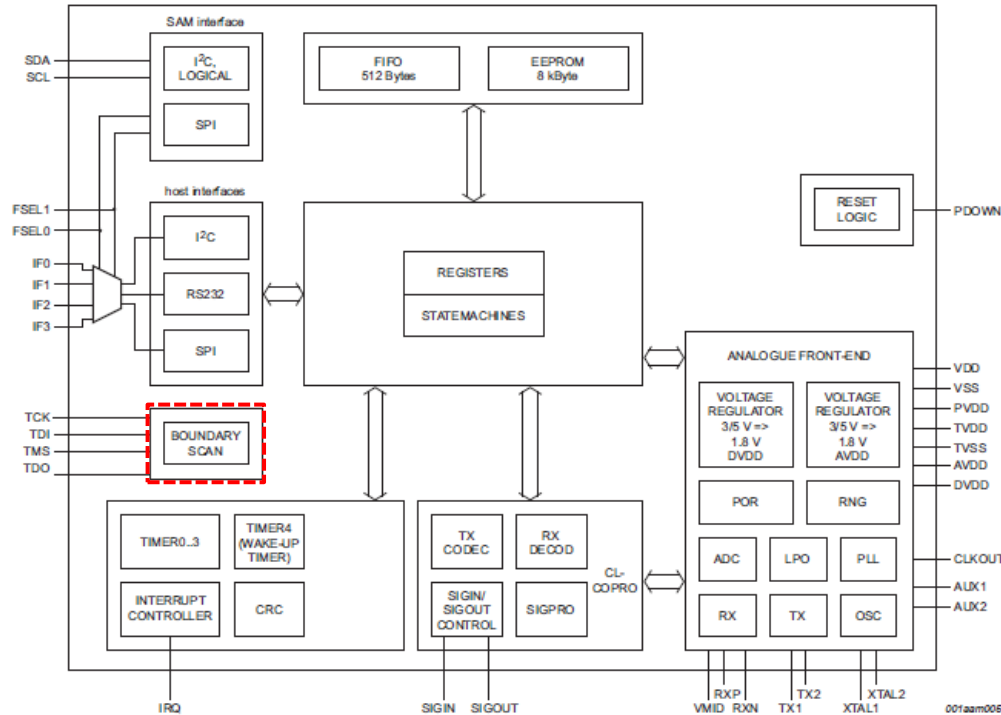 SAM interface
SDA
SCL
I²C,
LOGICAL
SPI
FIFO
512 Bytes
EEPROM
8 kByte
host interfaces
FSEL1
FSEL0
I²C
IF0
IF1
IF2
IF3
RS232
SPI
REGISTERS
STATEMACHINES
RESET
LOGIC
PDOWN
TCK
TDI
TMS
TDO
BOUNDARY
SCAN
ANALOGUE FRONT-END
VOLTAGE
REGULATOR
3/5 V =>
1.8 V
DVDD
VOLTAGE
REGULATOR
3/5 V =>
1.8 V
AVDD
POR
RNG
ADC
LPO
PLL
RX
TX
OSC
VDD
VSS
PVDD
TVDD
TVSS
AVDD
DVDD
CLKOUT
AUX1
AUX2
TIMER0..3
TIMER4
(WAKE-UP
TIMER)
INTERRUPT
CONTROLLER
CRC
TX
CODEC
RX
DECOD
CL-
COPRO
SIGIN/
SIGOUT
CONTROL
SIGPRO
IRQ
SIGIN
SIGOUT
VMID
RXP
RXN
TX1
TX2
XTAL1
XTAL2